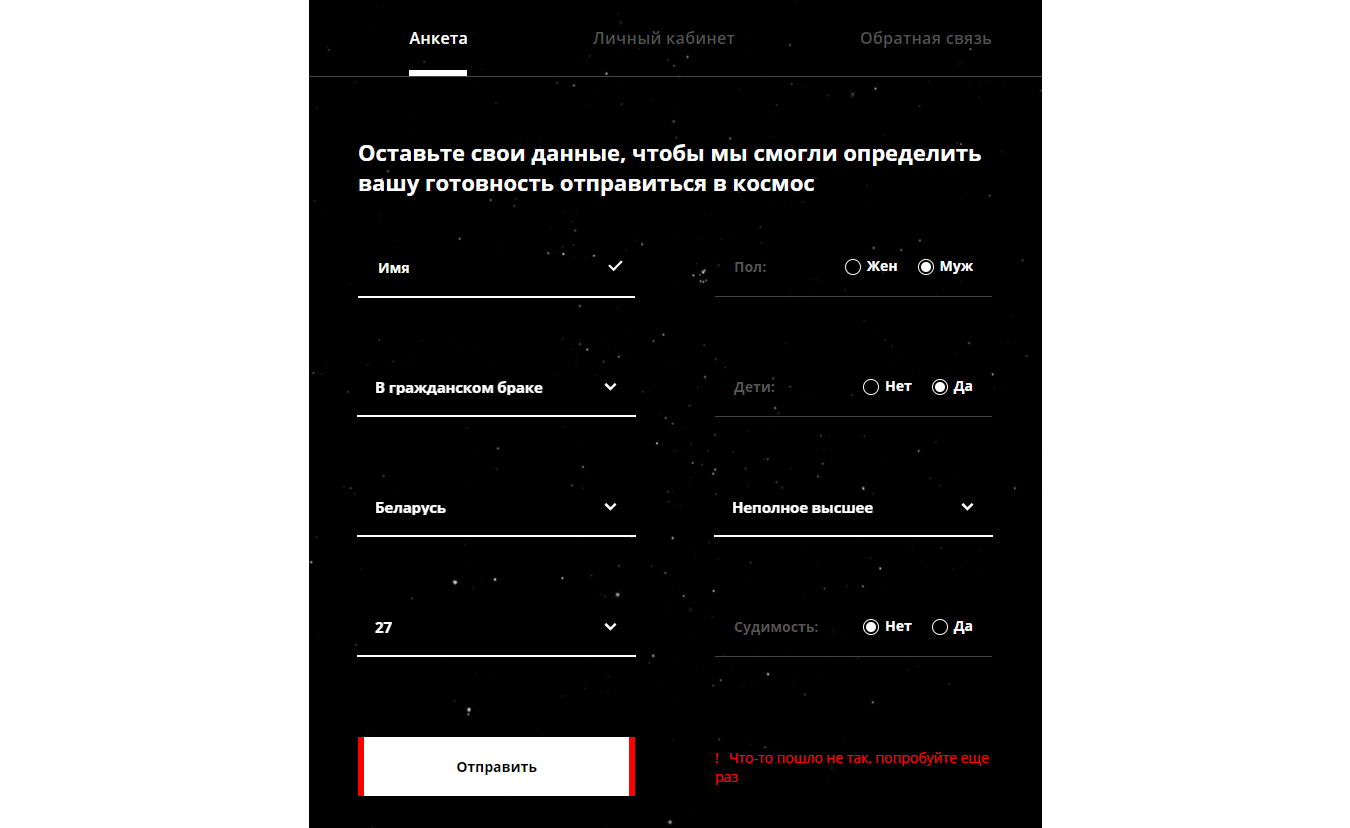 Анкета
Личный кабинет
Обратная связь
Оставьте свои данные, чтобы мы смогли определить
вашу готовность отправиться в космос
Имя
Пол:
Жен
Муж
В гражданском браке
Дети:
Нет
Да
Беларусь
Неполное высшее
27
Судимость:
Нет
Да
Отправить
! Что-то пошло не так, попробуйте еще
раз